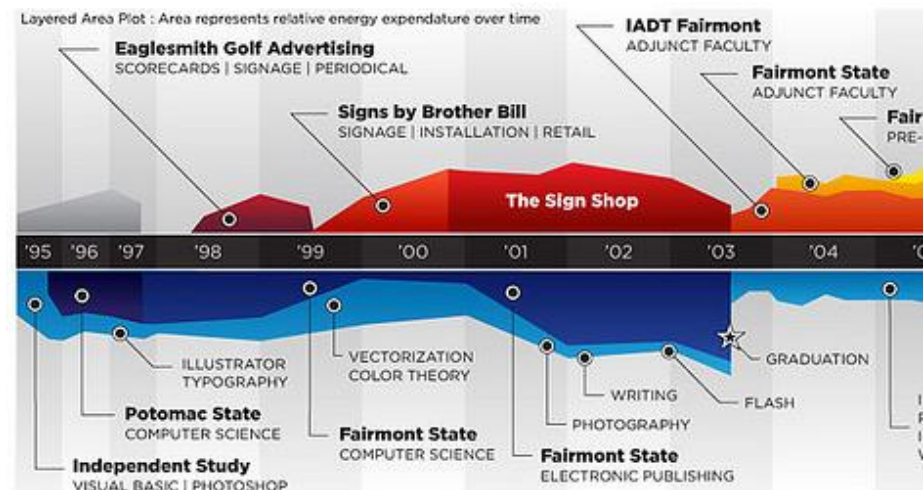 Layered Area Plot : Area represents relative energy expendature over time
Eaglesmith Golf Advertising
SCORECARDS | SIGNAGE | PERIODICAL
Signs by Brother Bill
SIGNAGE | INSTALLATION | RETAIL
IADT Fairmont
ADJUNCT FACULTY
Fairmont State
ADJUNCT FACULTY
Fair
PRE-
The Sign Shop
'95 '96 '97 '98 '99 '00 '01 '02 '03 '04
ILLUSTRATOR
TYPOGRAPHY
VECTORIZATION
COLOR THEORY
GRADUATION
WRITING
FLASH
PHOTOGRAPHY
Potomac State
COMPUTER SCIENCE
Fairmont State
COMPUTER SCIENCE
Fairmont State
ELECTRONIC PUBLISHING
Independent Study
VISUAL BASIC | PHOTOSHOP